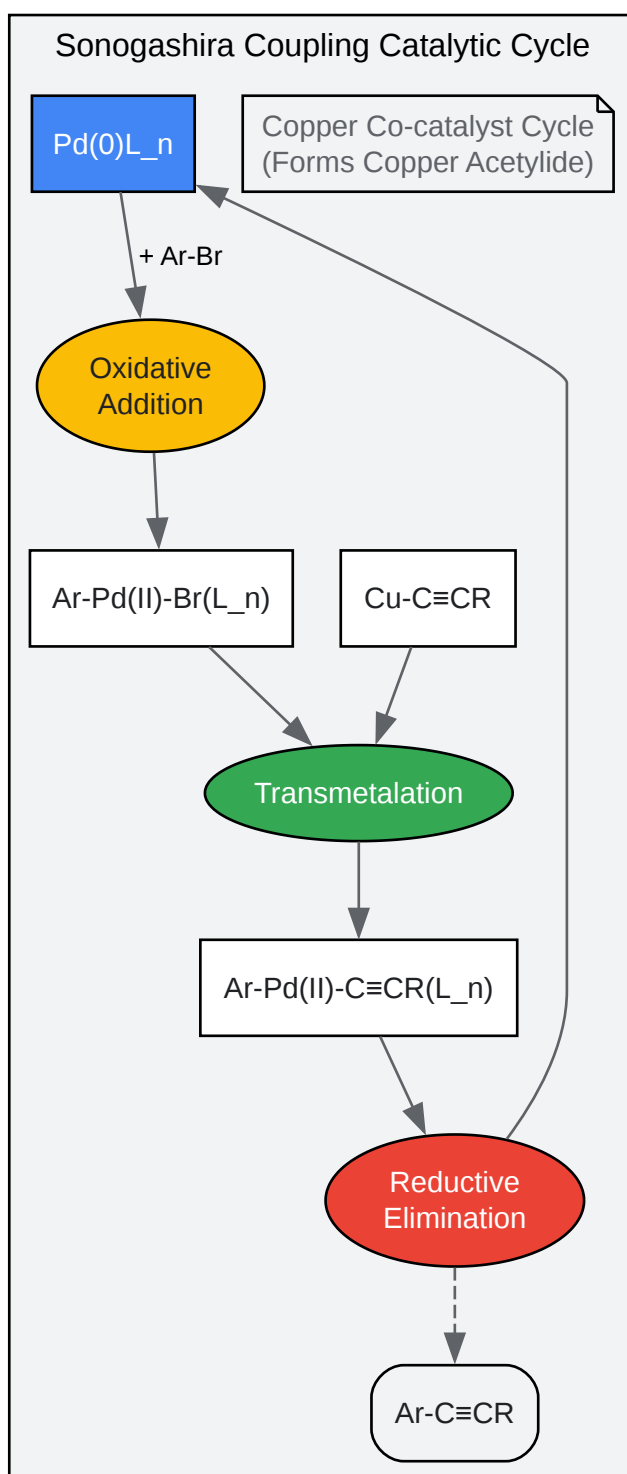 Sonogashira Coupling Catalytic Cycle
Pd(0)L_n
Copper Co-catalyst Cycle
(Forms Copper Acetylide)
+ Ar-Br
Oxidative
Addition
Ar-Pd(II)-Br(L_n)
Cu-C≡CR
Transmetalation
Ar-Pd(II)-C≡CR(L_n)
Reductive
Elimination
Ar-C≡CR